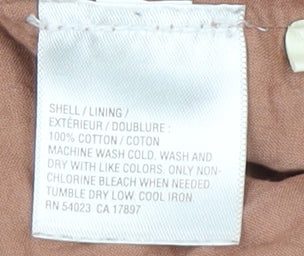 SHELL / LINING /
EXTÉRIEUR / DOUBLURE :
100% COTTON / COTON
MACHINE WASH COLD. WASH AND
DRY WITH LIKE COLORS. ONLY NON-
CHLORINE BLEACH WHEN NEEDED.
TUMBLE DRY LOW. COOL IRON.
RN 54023 CA 17897